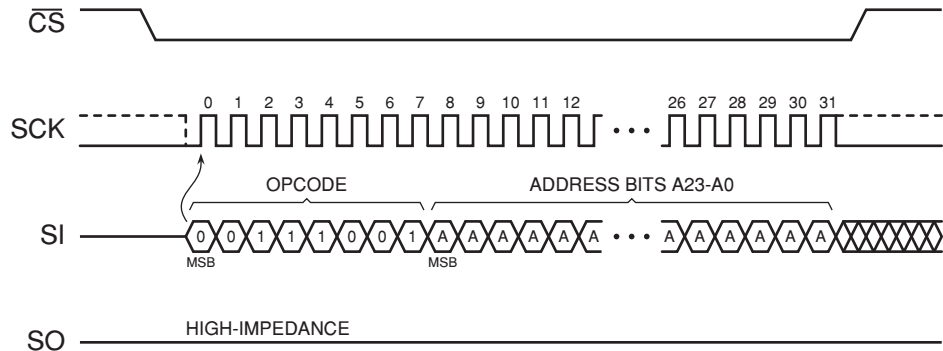 CS
0 1 2 3 4 5 6 7 8 9 10 11 12 26 27 28 29 30 31
SCK
OPCODE ADDRESS BITS A23-A0
SI 0 0 1 1 1 0 0 1 A A A A A A A A A A A A
MSB MSB
HIGH-IMPEDANCE
SO